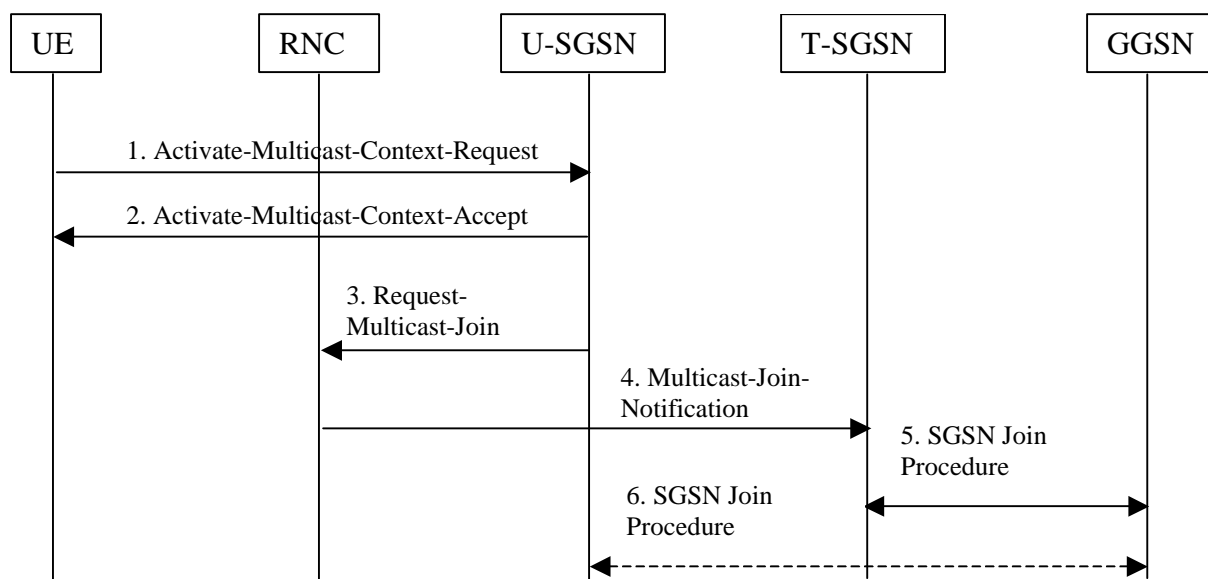 UE
RNC
U-SGSN
T-SGSN
GGSN
1. Activate-Multicast-Context-Request
2. Activate-Multicast-Context-Accept
3. Request-
Multicast-Join
4. Multicast-Join-
Notification
5. SGSN Join
Procedure
6. SGSN Join
Procedure